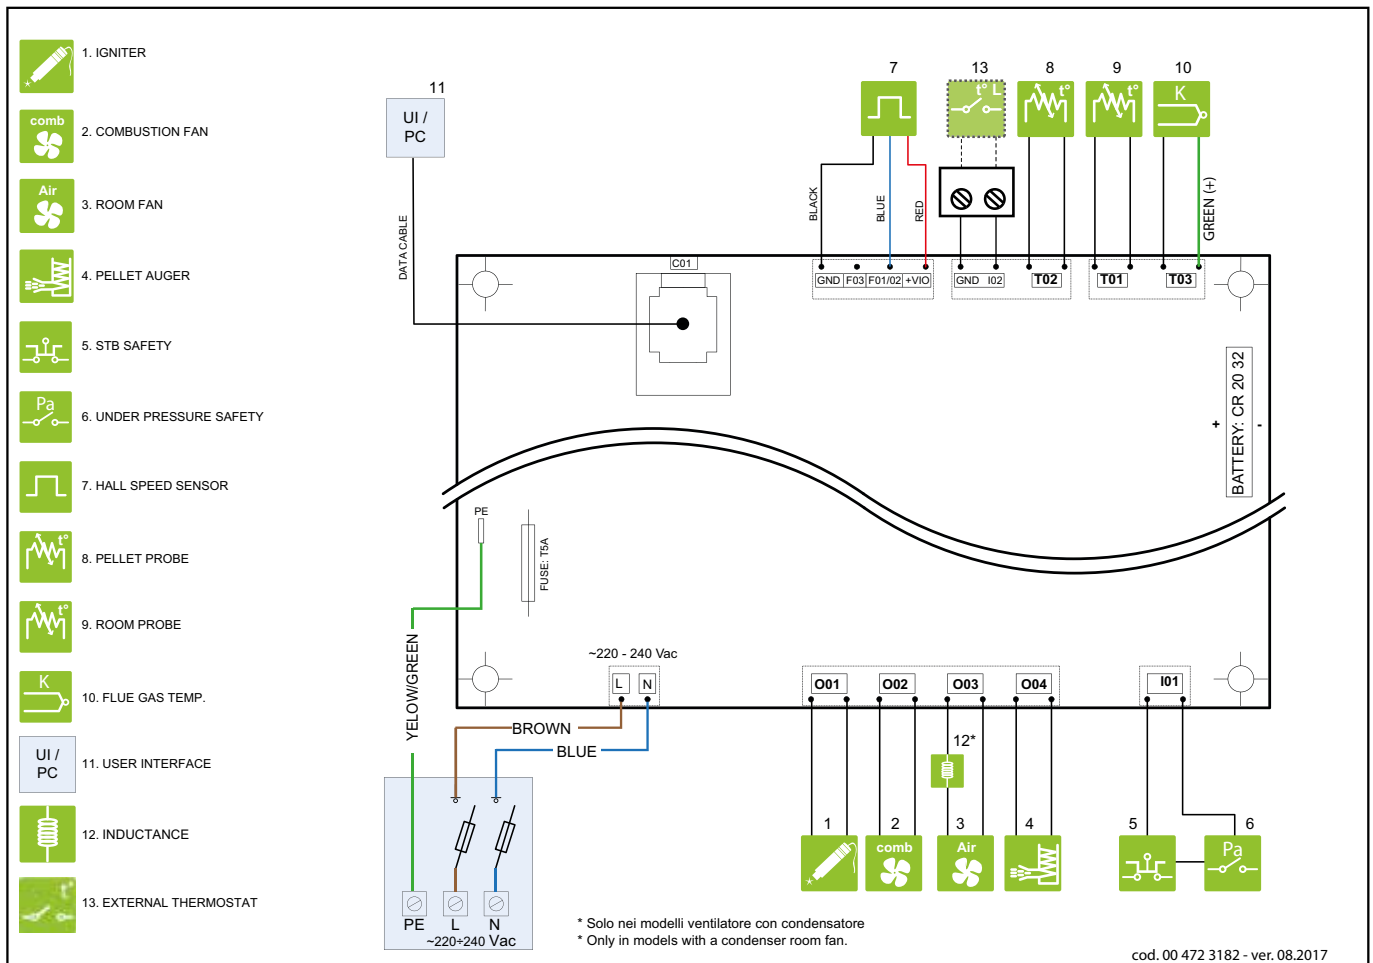 1. IGNITER
comb
2. COMBUSTION FAN
Air
3. ROOM FAN
4. PELLET AUGER
5. STB SAFETY
Pa
6. UNDER PRESSURE SAFETY
7. HALL SPEED SENSOR
t°
8. PELLET PROBE
t°
9. ROOM PROBE
K
10. FLUE GAS TEMP.
UI /
PC
11. USER INTERFACE
12. INDUCTANCE
t°
13. EXTERNAL THERMOSTAT
11
UI /
PC
DATA CABLE
7
13
8
9
10
t° L
t°
t°
K
BLACK
BLUE
RED
GREEN (+)
C01
GND F03 F01/02 +VIO
GND I02
T02
T01
T03
BATTERY: CR 20 32
+
-
PE
FUSE: T5A
YELOW/GREEN
~220 - 240 Vac
L N
BROWN
BLUE
O01
O02
O03
O04
I01
12*
1
2
3
4
5
6
comb
Air
Pa
PE L N
~220÷240 Vac
* Solo nei modelli ventilatore con condensatore
* Only in models with a condenser room fan.
cod. 00 472 3182 - ver. 08.2017